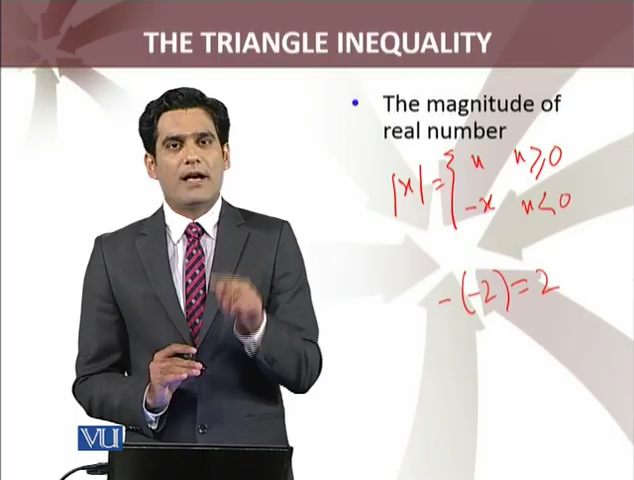 THE TRIANGLE INEQUALITY
• The magnitude of
real number
|x| = { x x ≥ 0
-x x < 0
-(-2) = 2
VU